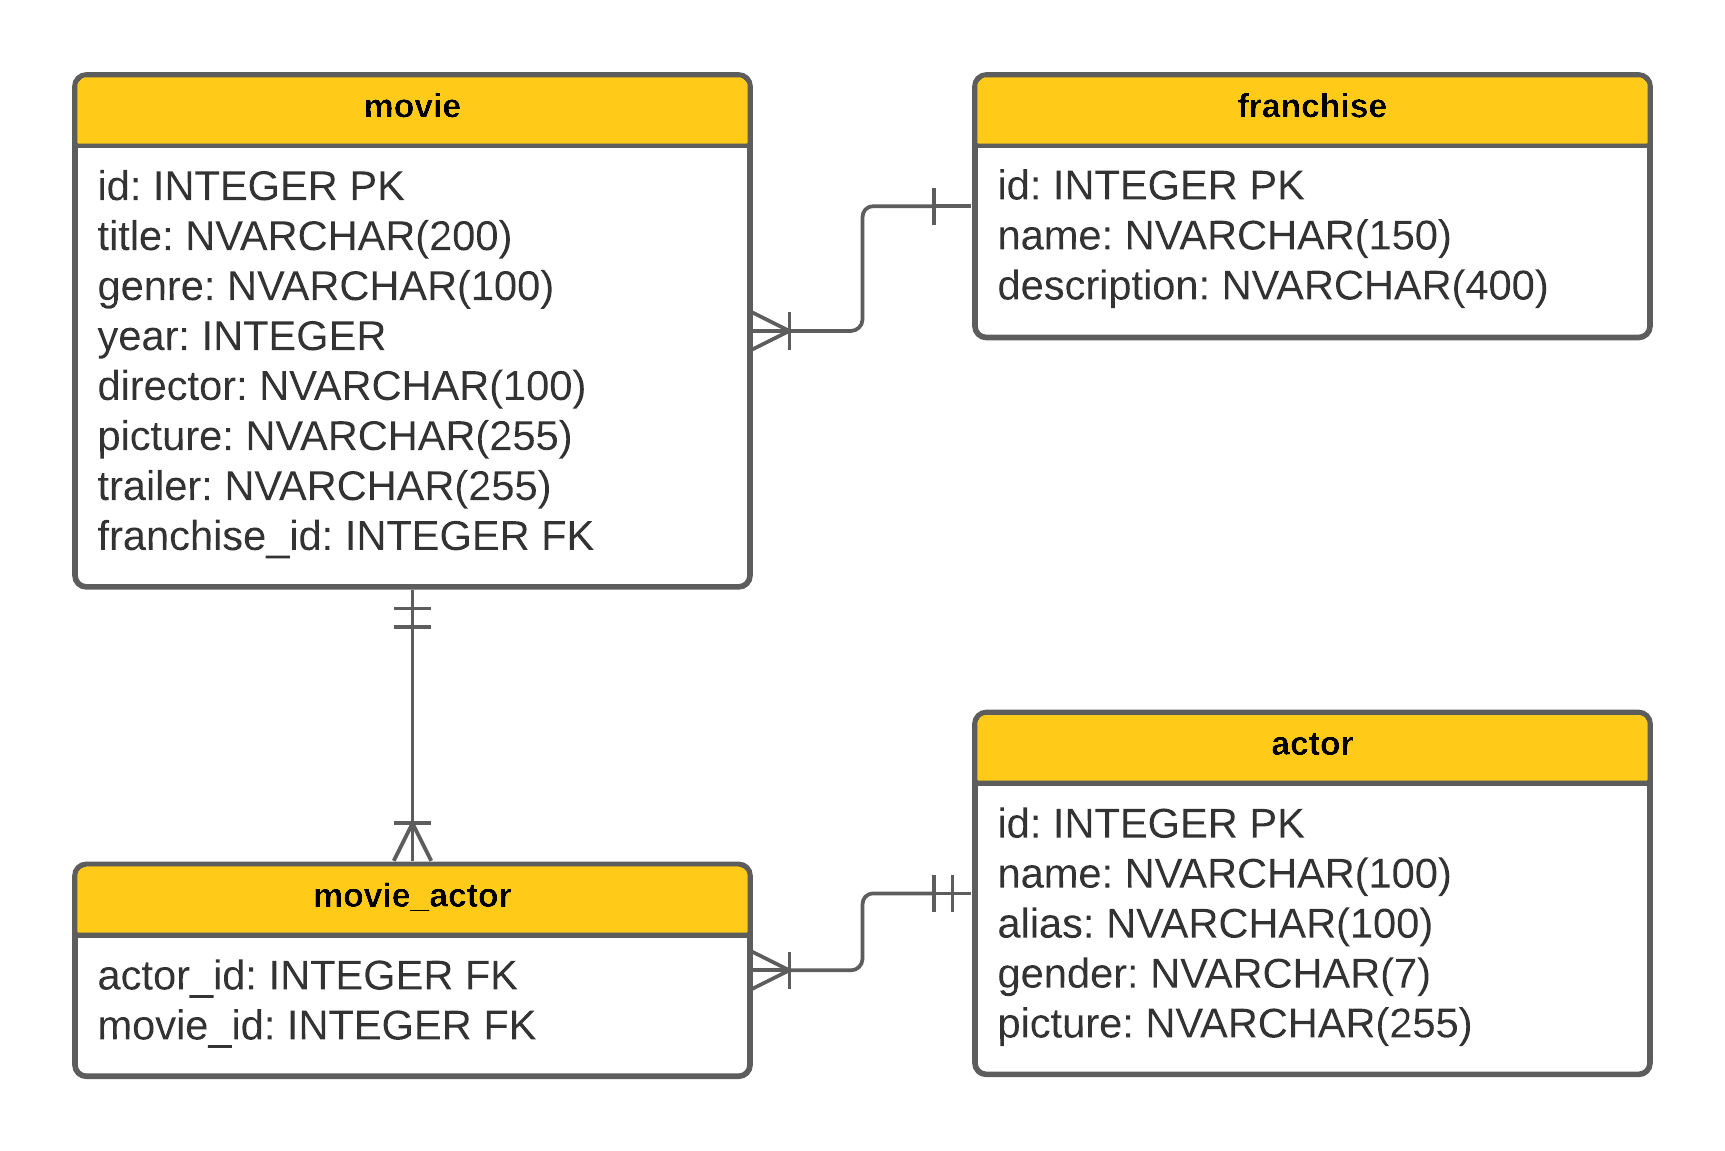 movie
id: INTEGER PK
title: NVARCHAR(200)
genre: NVARCHAR(100)
year: INTEGER
director: NVARCHAR(100)
picture: NVARCHAR(255)
trailer: NVARCHAR(255)
franchise_id: INTEGER FK
franchise
id: INTEGER PK
name: NVARCHAR(150)
description: NVARCHAR(400)
movie_actor
actor_id: INTEGER FK
movie_id: INTEGER FK
actor
id: INTEGER PK
name: NVARCHAR(100)
alias: NVARCHAR(100)
gender: NVARCHAR(7)
picture: NVARCHAR(255)